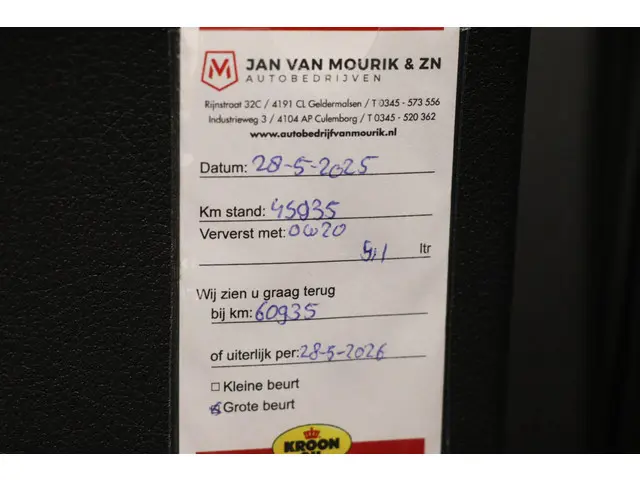 JAN VAN MOURIK & ZN
AUTOBEDRIJVEN
Rijnstraat 32C / 4191 CL Geldermalsen / T 0345 - 573 556
Industrieweg 3 / 4104 AP Culemborg / T 0345 - 520 362
www.autobedrijfvanmourik.nl
Datum: 28-5-2025
Km stand: 45935
Ververst met: 0W20
5,1 ltr
Wij zien u graag terug
bij km: 60935
of uiterlijk per: 28-5-2026
Kleine beurt
Grote beurt
KROON